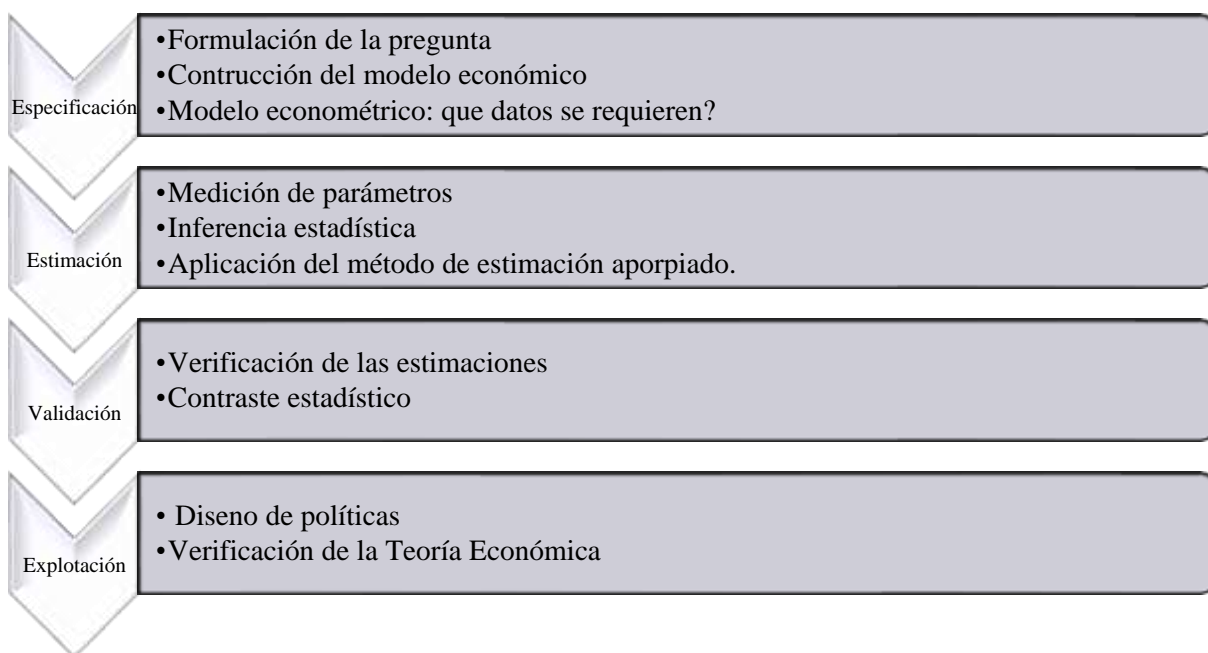 Especificación
•Formulación de la pregunta
•Contrucción del modelo económico
•Modelo econométrico: que datos se requieren?
Estimación
•Medición de parámetros
•Inferencia estadística
•Aplicación del método de estimación aporpiado.
Validación
•Verificación de las estimaciones
•Contraste estadístico
Explotación
• Diseno de políticas
•Verificación de la Teoría Económica